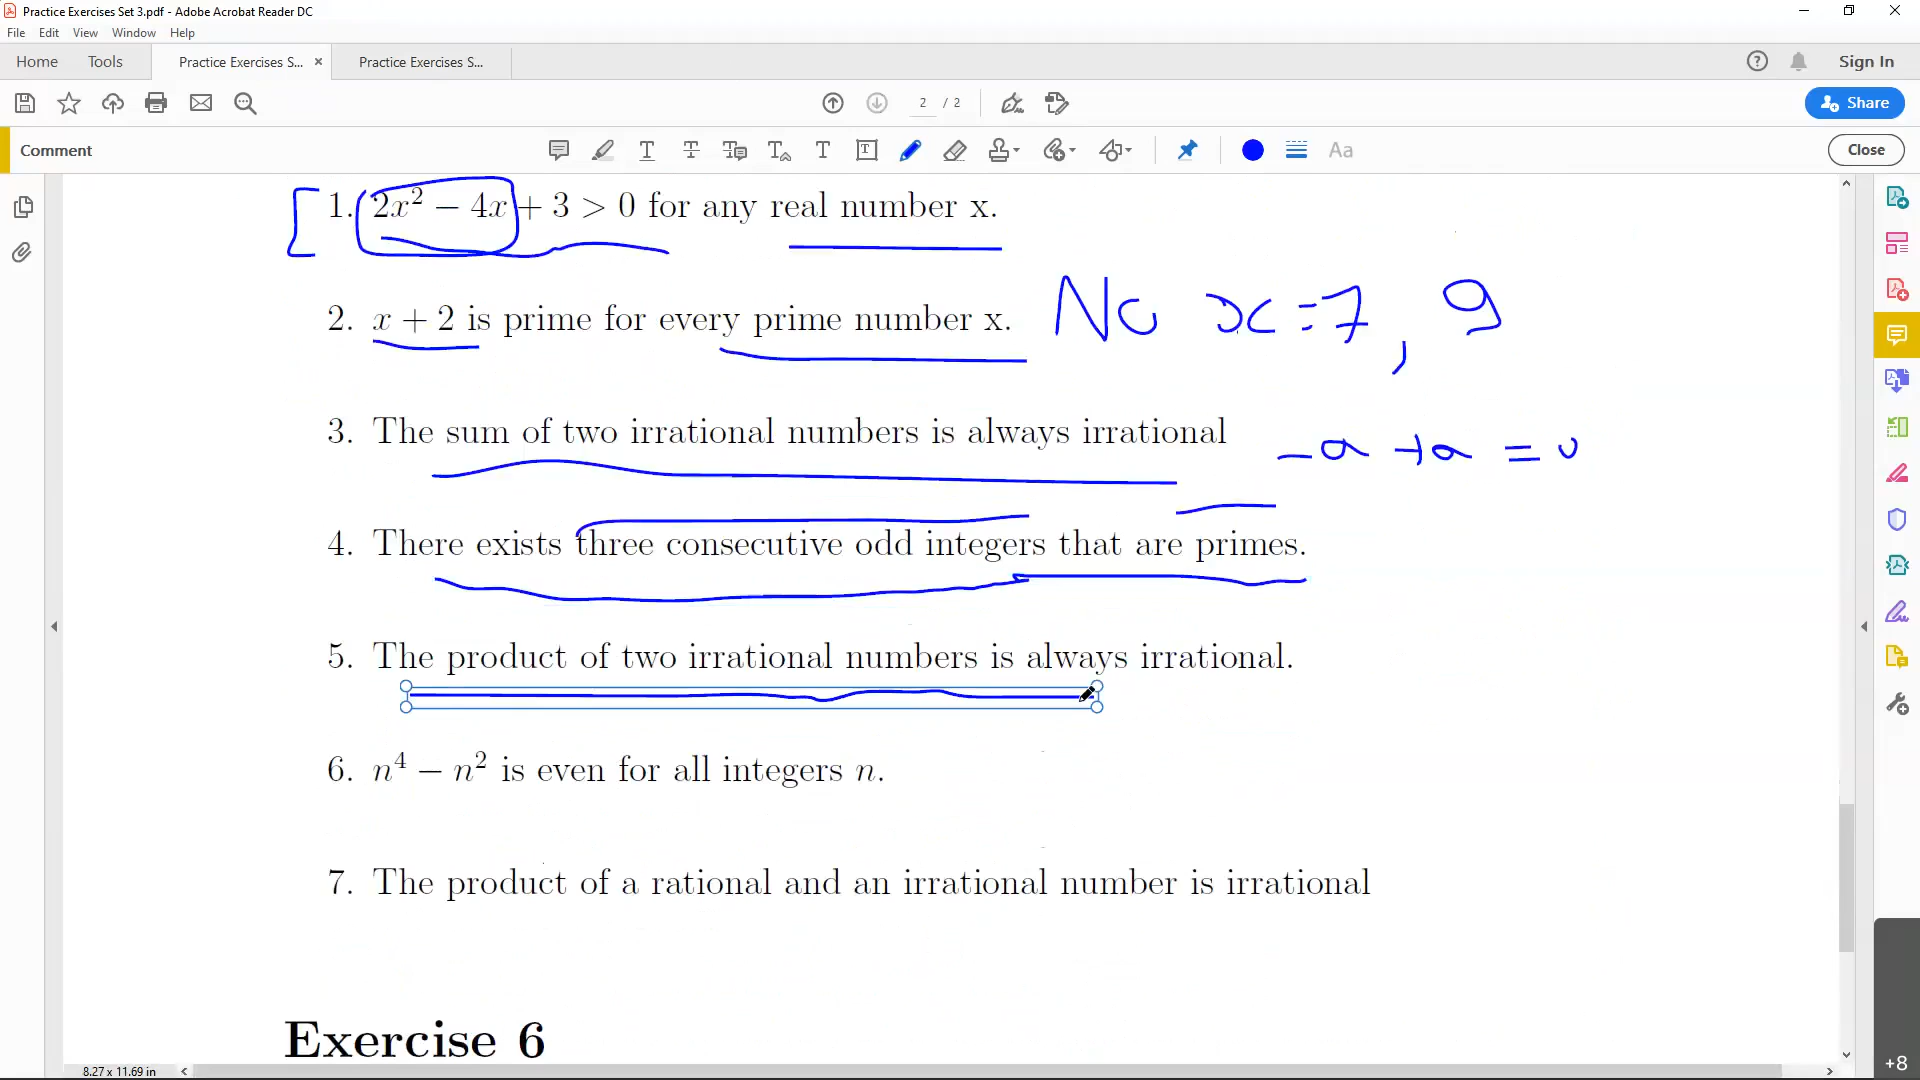 Practice Exercises Set 3.pdf - Adobe Acrobat Reader DC
File Edit View Window Help
Home Tools Practice Exercises S... × Practice Exercises S... Sign In
2 / 2 Share
Comment Aa Close
1. 2x² − 4x + 3 > 0 for any real number x.
2. x + 2 is prime for every prime number x. No x = 7, 9
3. The sum of two irrational numbers is always irrational -a + a = 0
4. There exists three consecutive odd integers that are primes.
5. The product of two irrational numbers is always irrational.
6. n⁴ − n² is even for all integers n.
7. The product of a rational and an irrational number is irrational
Exercise 6
8.27 x 11.69 in
+8